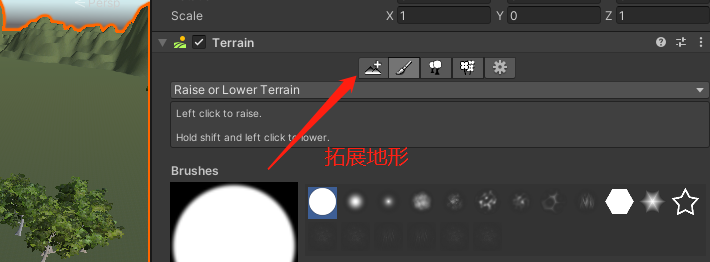 Persp
Scale X 1 Y 0 Z 1
Terrain
Raise or Lower Terrain
Left click to raise.
Hold shift and left click to lower.
拓展地形
Brushes